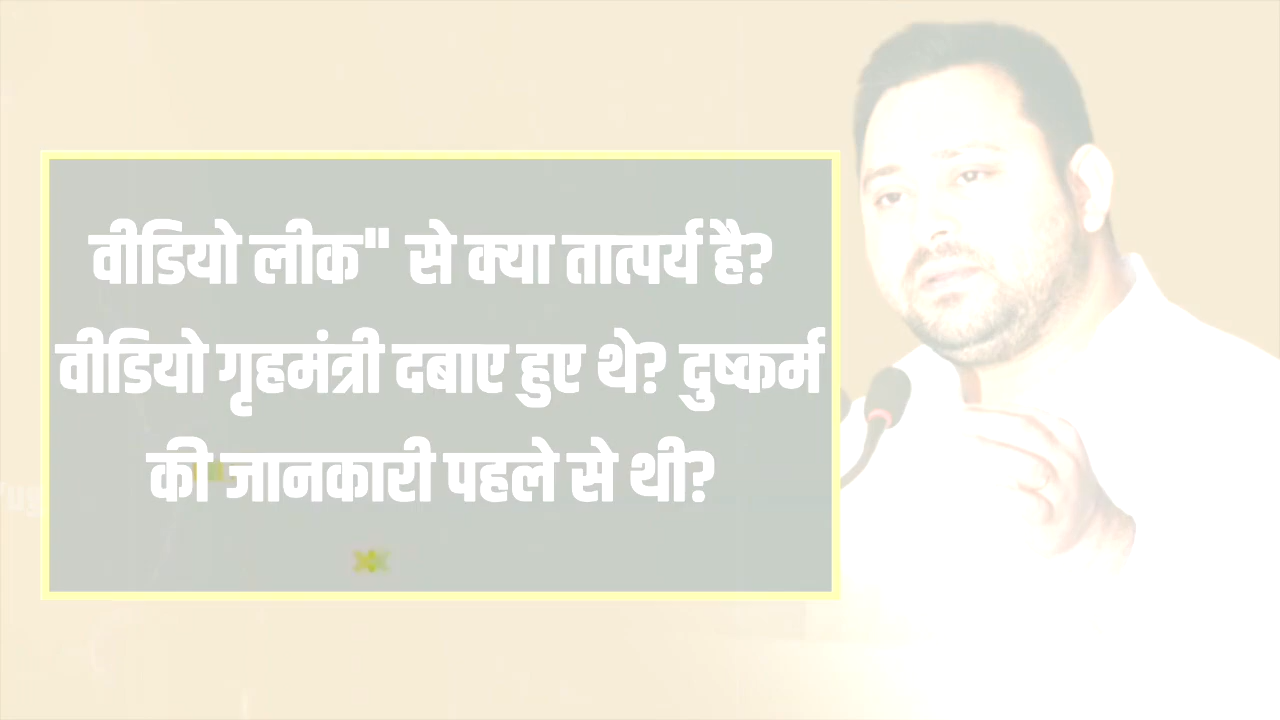 वीडियो लीक" से क्या तात्पर्य है?
वीडियो गृहमंत्री दबाए हुए थे? दुष्कर्म
की जानकारी पहले से थी?